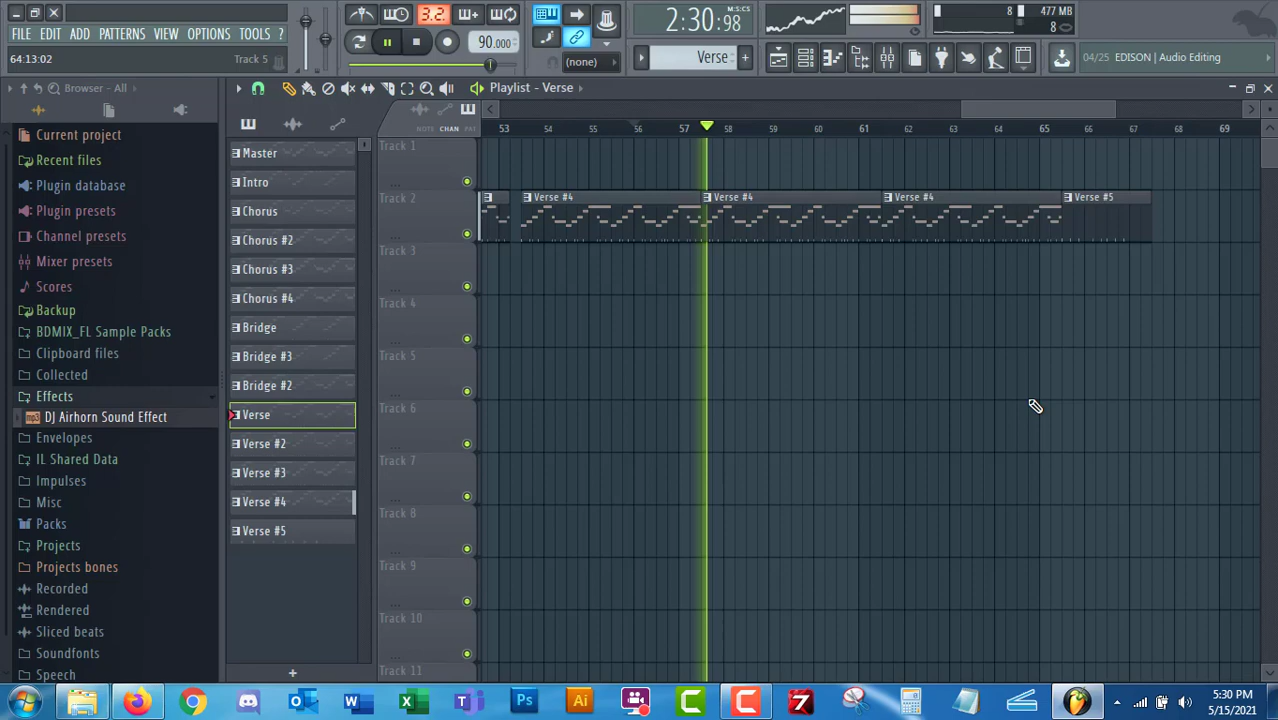 FILE EDIT ADD PATTERNS VIEW OPTIONS TOOLS ?
64:13:02
3.2.
90.000
(none)
2:30:98
M:S:CS
Verse
8
477 MB
8
04/25 EDISON | Audio Editing
Browser - All
Current project
Recent files
Plugin database
Plugin presets
Channel presets
Mixer presets
Scores
Backup
BDMIX_FL Sample Packs
Clipboard files
Collected
Effects
mp3 DJ Airhorn Sound Effect
Envelopes
IL Shared Data
Impulses
Misc
Packs
Projects
Projects bones
Recorded
Rendered
Sliced beats
Soundfonts
Speech
Master
Intro
Chorus
Chorus #2
Chorus #3
Chorus #4
Bridge
Bridge #3
Bridge #2
Verse
Verse #2
Verse #3
Verse #4
Verse #5
+
Playlist - Verse
NOTE CHAN PAT
53 54 55 56 57 58 59 60 61 62 63 64 65 66 67 68 69
Track 1
Track 2
Verse #4
Verse #4
Verse #4
Verse #5
Track 3
Track 4
Track 5
Track 6
Track 7
Track 8
Track 9
Track 10
Track 11
Ps
Ai
5:30 PM
5/15/2021